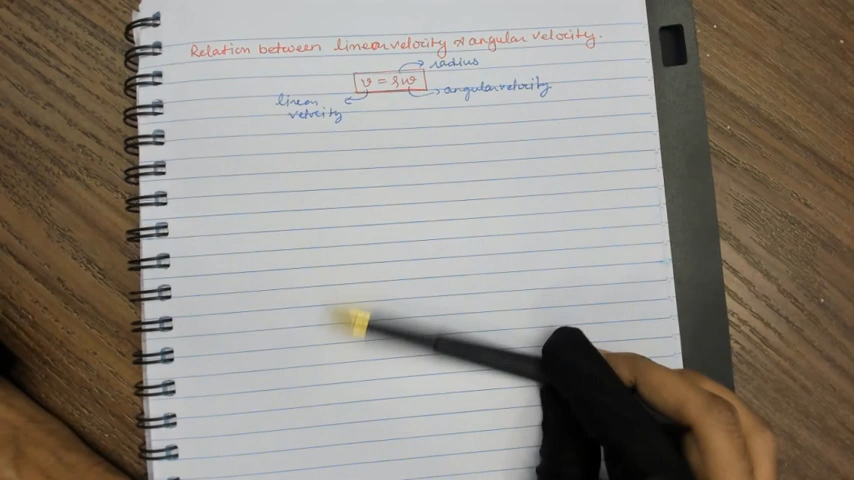 Relation between linear velocity & angular velocity.
radius
v = rω
angular velocity
linear
velocity